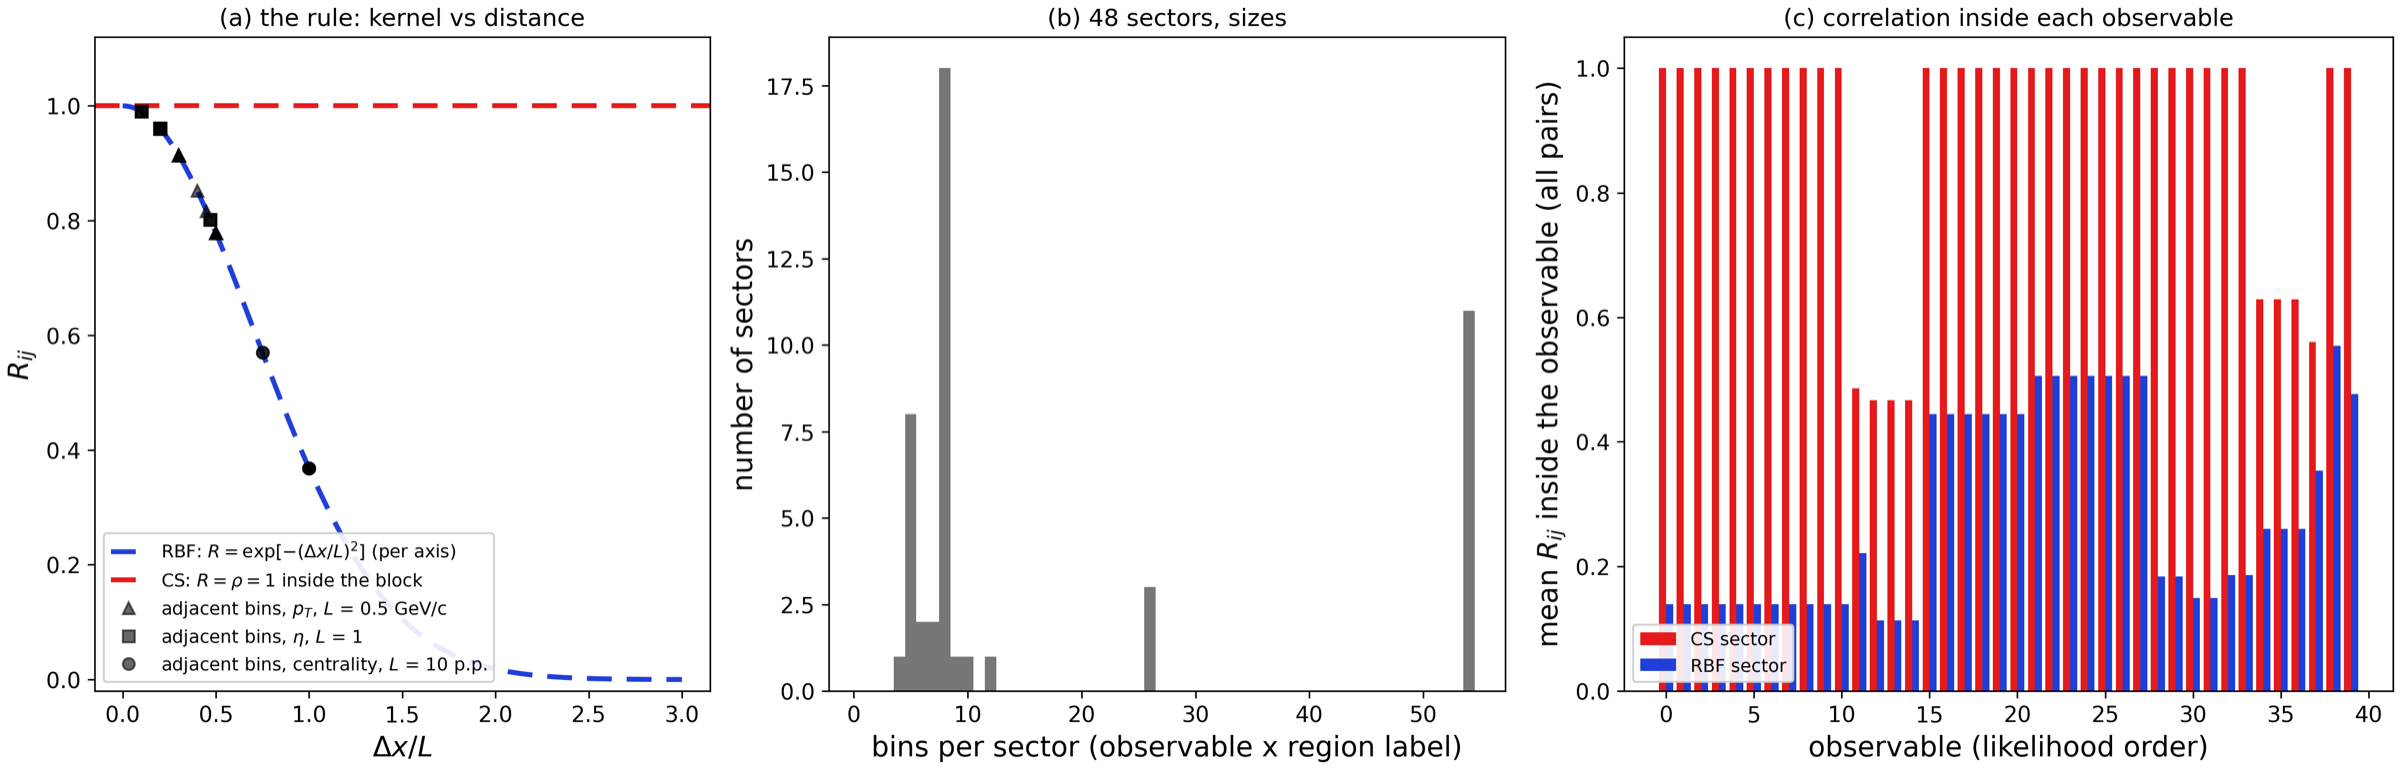 (a) the rule: kernel vs distance
R_ij
1.0
0.8
0.6
0.4
0.2
0.0
RBF: R = exp[−(Δx/L)²] (per axis)
CS: R = ρ = 1 inside the block
adjacent bins, p_T, L = 0.5 GeV/c
adjacent bins, η, L = 1
adjacent bins, centrality, L = 10 p.p.
0.0 0.5 1.0 1.5 2.0 2.5 3.0
Δx/L
(b) 48 sectors, sizes
number of sectors
17.5
15.0
12.5
10.0
7.5
5.0
2.5
0.0
0 10 20 30 40 50
bins per sector (observable x region label)
(c) correlation inside each observable
mean R_ij inside the observable (all pairs)
1.0
0.8
0.6
0.4
0.2
0.0
CS sector
RBF sector
0 5 10 15 20 25 30 35 40
observable (likelihood order)